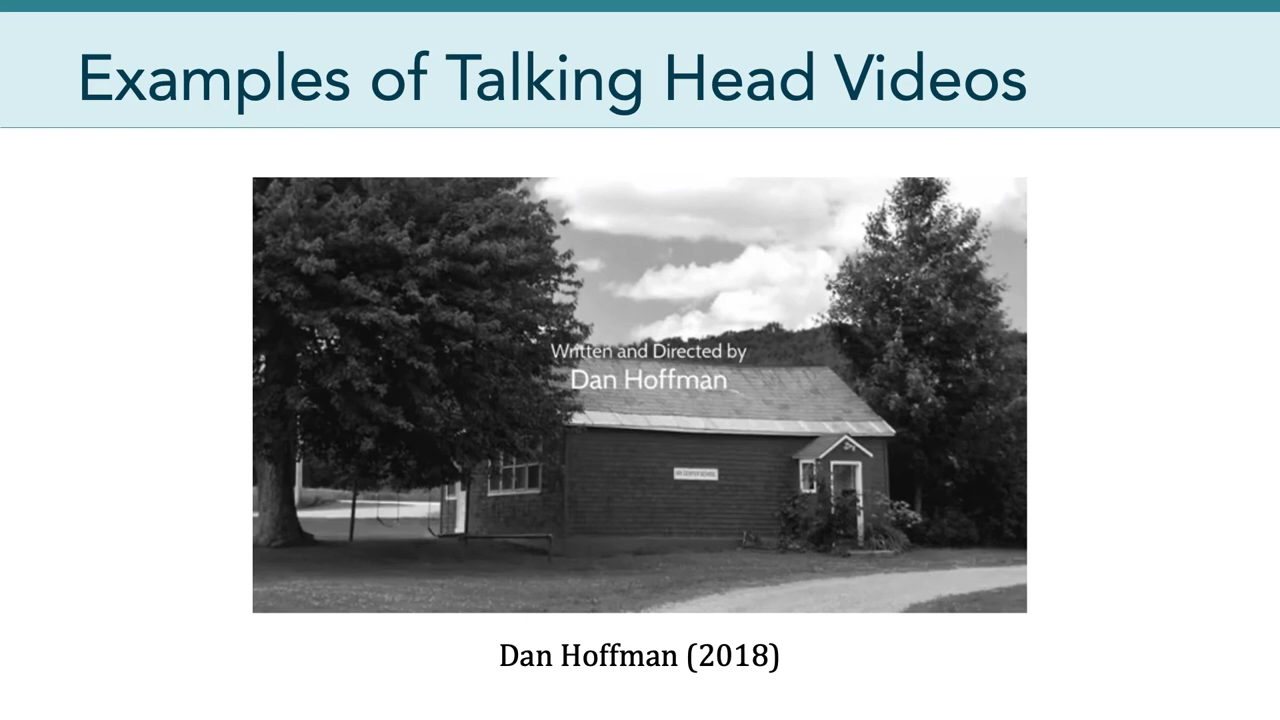 Examples of Talking Head Videos
Written and Directed by
Dan Hoffman
Dan Hoffman (2018)